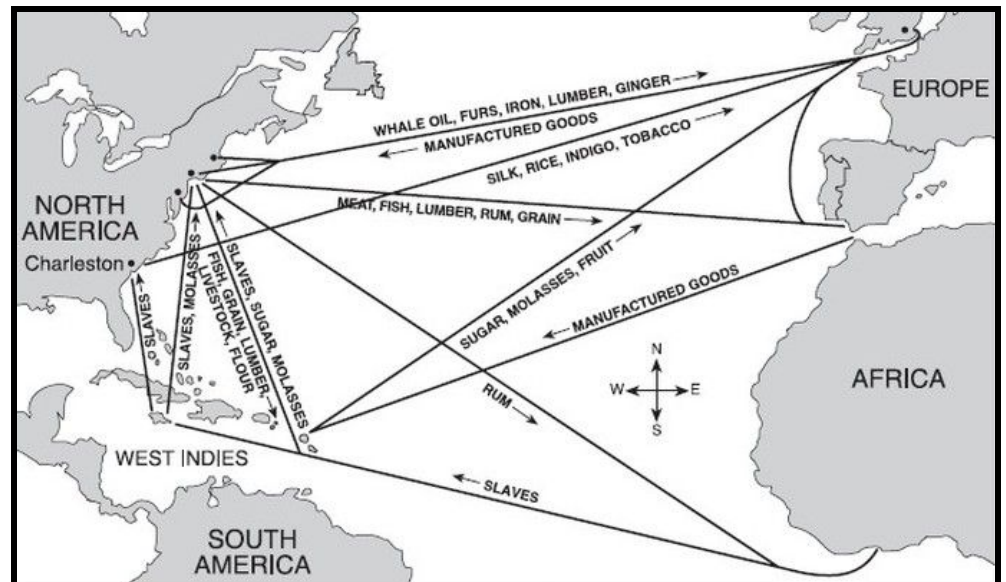 EUROPE
WHALE OIL, FURS, IRON, LUMBER, GINGER
MANUFACTURED GOODS
SILK, RICE, INDIGO, TOBACCO
NORTH
AMERICA
MEAT, FISH, LUMBER, RUM, GRAIN
Charleston
SLAVES
SLAVES, MOLASSES
SLAVES, SUGAR, MOLASSES
FISH, GRAIN, LUMBER,
LIVESTOCK, FLOUR
SUGAR, MOLASSES, FRUIT
MANUFACTURED GOODS
AFRICA
RUM
N
W E
S
WEST INDIES
SLAVES
SOUTH
AMERICA